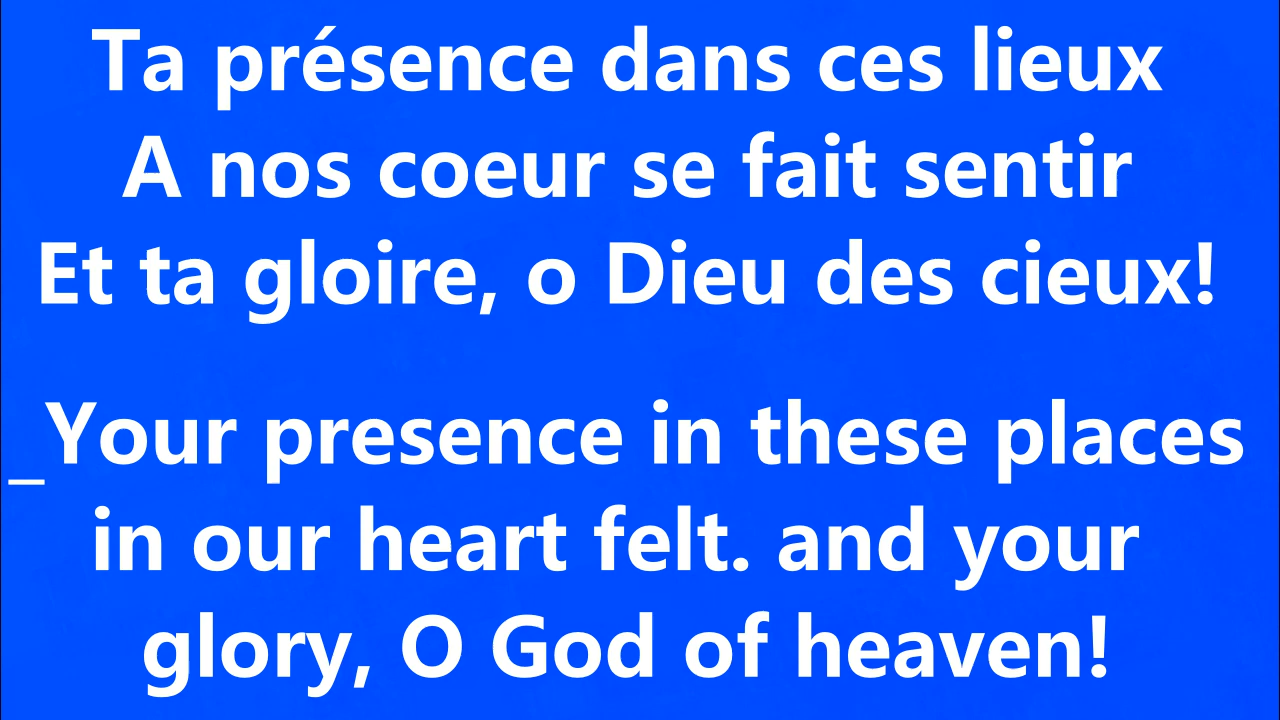 Ta présence dans ces lieux
A nos coeur se fait sentir
Et ta gloire, o Dieu des cieux!
_Your presence in these places
in our heart felt. and your
glory, O God of heaven!